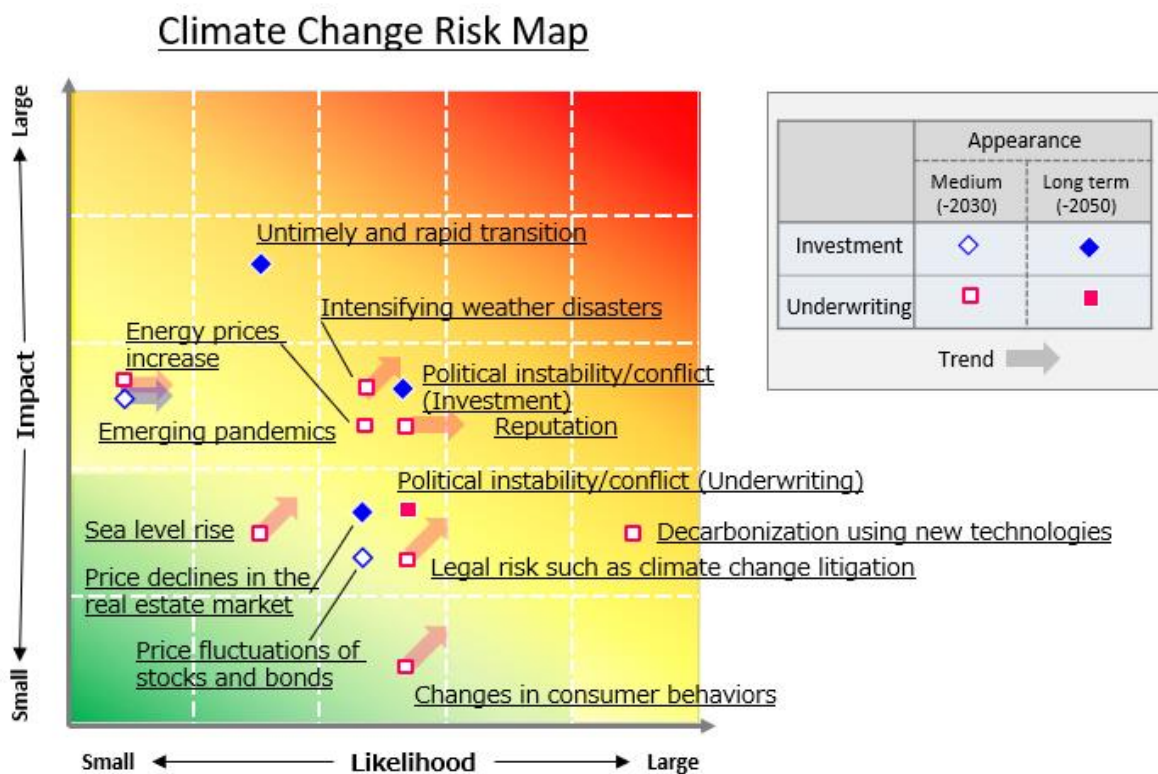 Climate Change Risk Map
Large
Impact
Small
Untimely and rapid transition
Intensifying weather disasters
Energy prices
increase
Political instability/conflict
(Investment)
Emerging pandemics
Reputation
Political instability/conflict (Underwriting)
Sea level rise
Decarbonization using new technologies
Price declines in the
real estate market
Legal risk such as climate change litigation
Price fluctuations of
stocks and bonds
Changes in consumer behaviors
Small
Likelihood
Large
Appearance
Medium
(-2030)
Long term
(-2050)
Investment
Underwriting
Trend